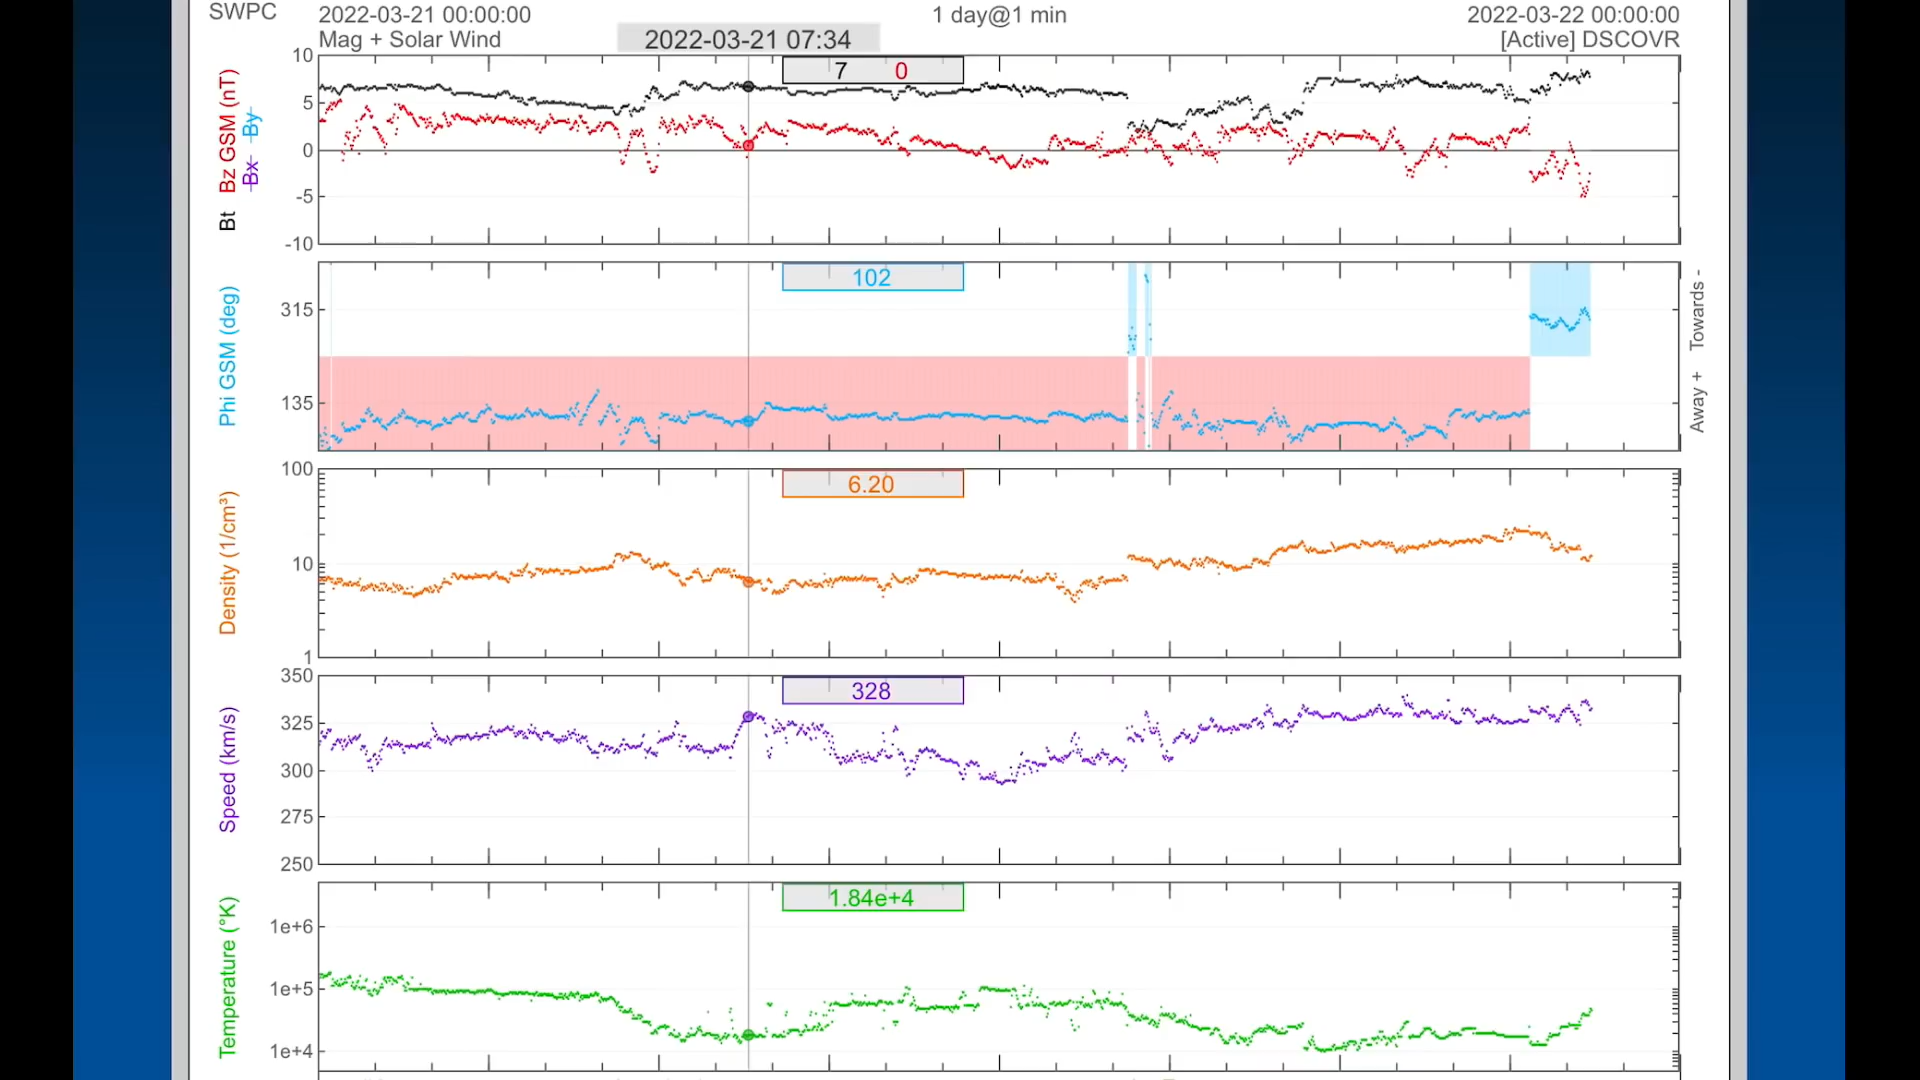 SWPC 2022-03-21 00:00:00 1 day@1 min 2022-03-22 00:00:00
Mag + Solar Wind 2022-03-21 07:34 [Active] DSCOVR
Bt Bz GSM (nT)
Bx By
10
5
0
-5
-10
7 0
Phi GSM (deg)
315
135
102
Towards -
Away +
Density (1/cm³)
100
10
1
6.20
Speed (km/s)
350
325
300
275
250
328
Temperature (°K)
1e+6
1e+5
1e+4
1.84e+4